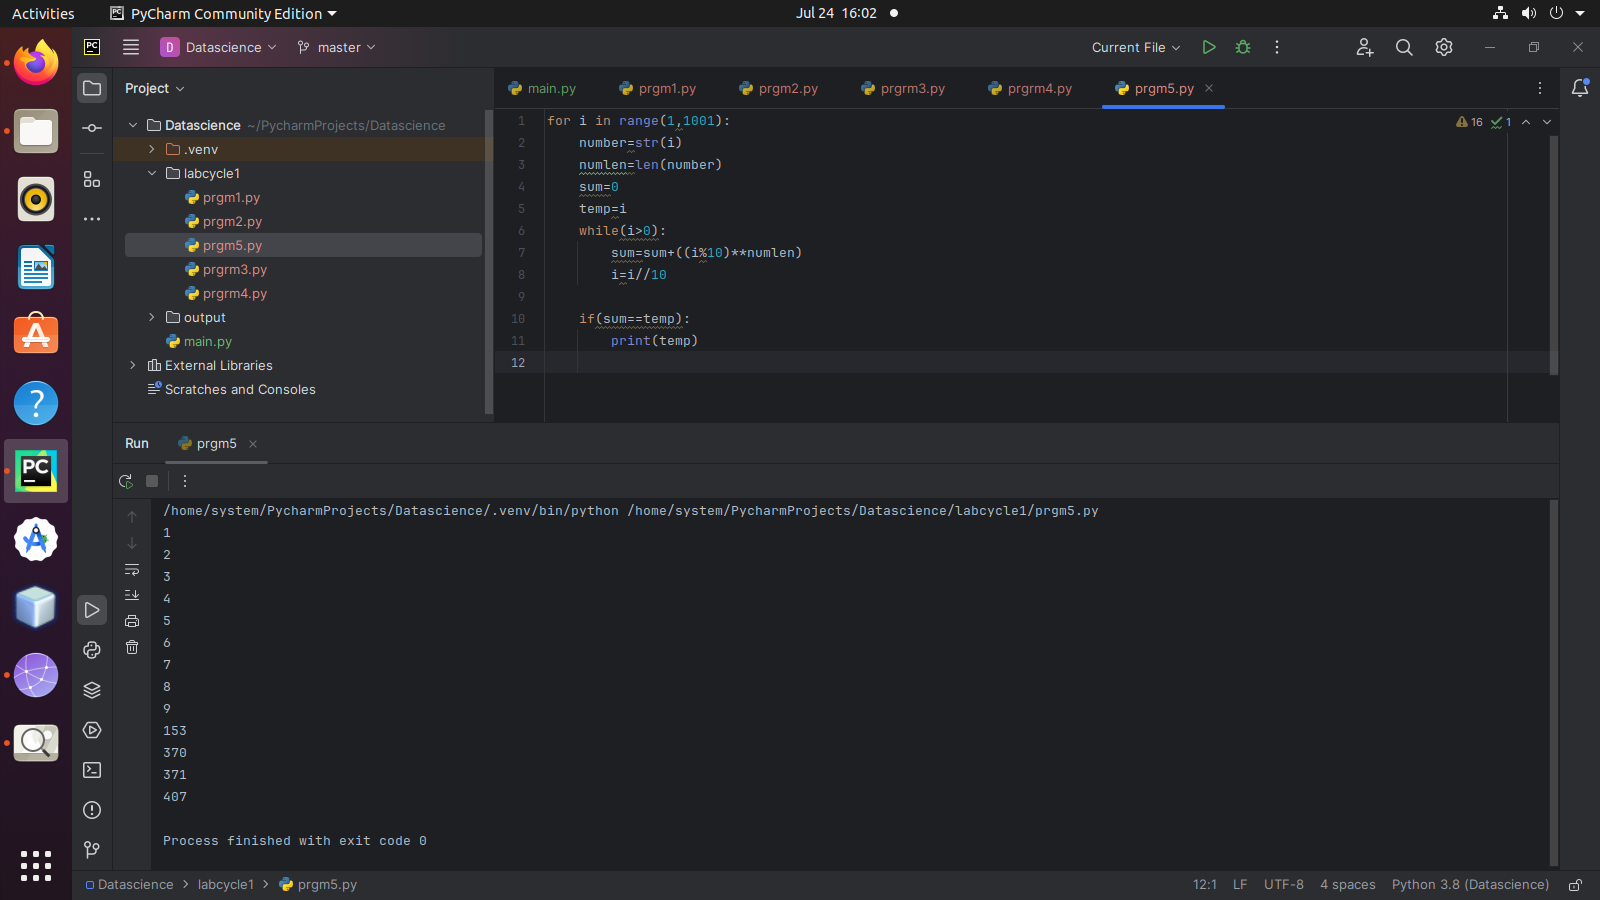 Activities
PyCharm Community Edition
Jul 24 16:02
PC
D
Datascience
master
Current File
Project
main.py
prgm1.py
prgm2.py
prgrm3.py
prgrm4.py
prgm5.py
Datascience ~/PycharmProjects/Datascience
.venv
labcycle1
prgm1.py
prgm2.py
prgm5.py
prgrm3.py
prgrm4.py
output
main.py
External Libraries
Scratches and Consoles
16
1
1 for i in range(1,1001):
2 number=str(i)
3 numlen=len(number)
4 sum=0
5 temp=i
6 while(i>0):
7 sum=sum+((i%10)**numlen)
8 i=i//10
9
10 if(sum==temp):
11 print(temp)
12
Run
prgm5
/home/system/PycharmProjects/Datascience/.venv/bin/python /home/system/PycharmProjects/Datascience/labcycle1/prgm5.py
1
2
3
4
5
6
7
8
9
153
370
371
407
Process finished with exit code 0
PC
Datascience
labcycle1
prgm5.py
12:1
LF
UTF-8
4 spaces
Python 3.8 (Datascience)